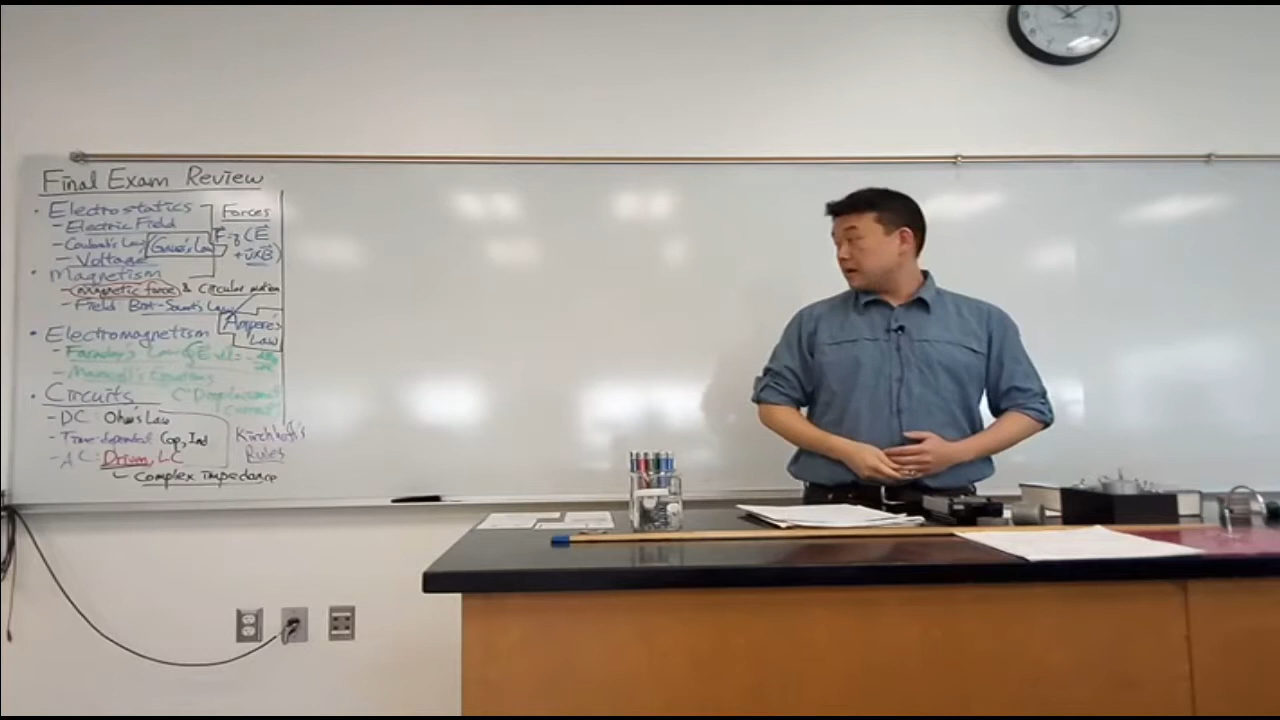 Final Exam Review
• Electrostatics
- Electric Field
- Coulomb's Law Gauss's Law
- Voltage
Forces
F = q (E
+ v×B)
• Magnetism
- magnetic force & Circular motion
- Field Biot-Savart's Law
Ampere's
Law
• Electromagnetism
- Faraday's Law
- Maxwell's Equations
("Displacement
Current"
• Circuits
- DC Ohm's Law
- Time-dependent Cap, Ind
- AC: Driven, LC
Complex impedance
Kirchhoff's
Rules